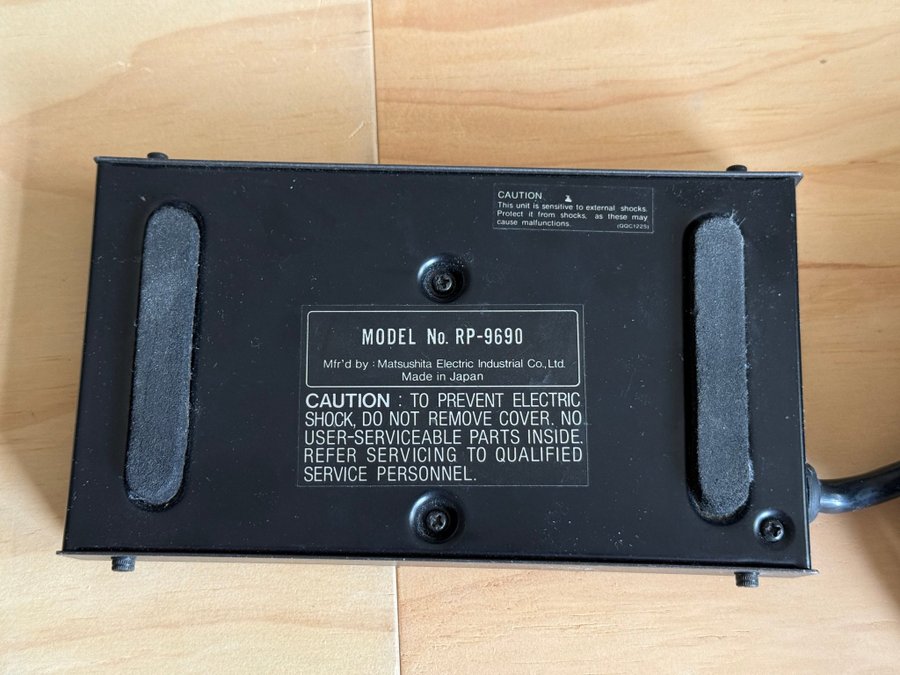 CAUTION
This unit is sensitive to external shocks.
Protect it from shocks, as these may
cause malfunctions. (QQC1225)
MODEL No. RP-9690
Mfr'd by : Matsushita Electric Industrial Co., Ltd.
Made in Japan
CAUTION : TO PREVENT ELECTRIC
SHOCK, DO NOT REMOVE COVER. NO
USER-SERVICEABLE PARTS INSIDE.
REFER SERVICING TO QUALIFIED
SERVICE PERSONNEL.